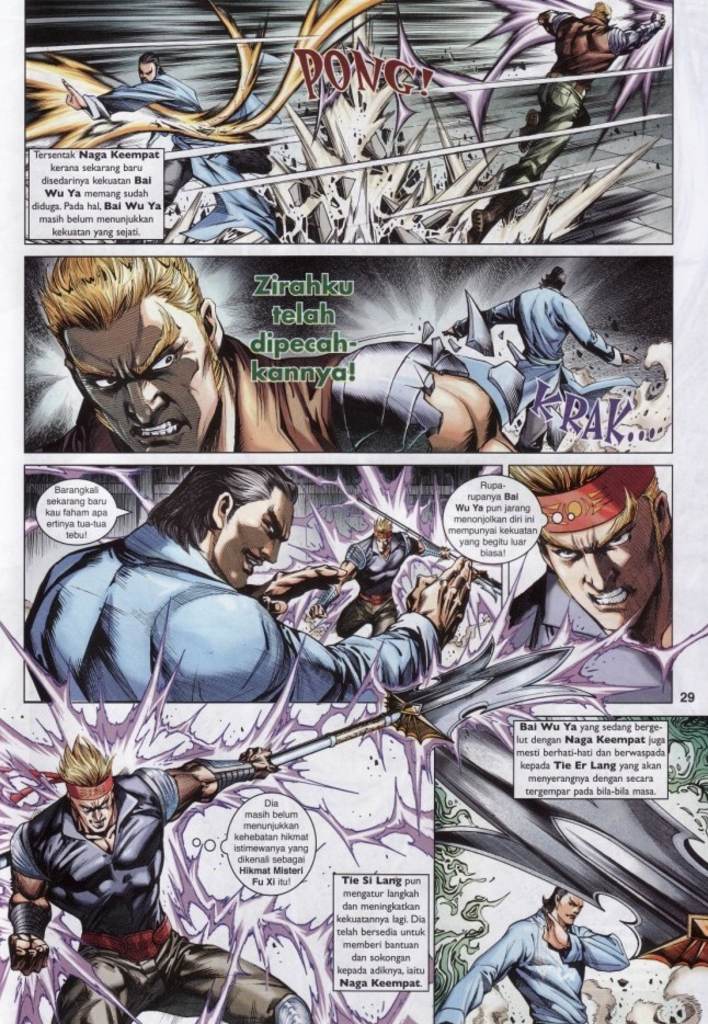 PONG!
Tersentak Naga Keempat
kerana sekarang baru
disedarinya kekuatan Bai
Wu Ya memang sudah
diduga. Pada hal, Bai Wu Ya
masih belum menunjukkan
kekuatan yang sejati.
Zirahku
telah
dipecah-
kannya!
KRAK....
Barangkali
sekarang baru
kau faham apa
ertinya tua-tua
tebu!
Rupa-
rupanya Bai
Wu Ya pun juga
menonjolkan diri ini
mempunyai kekuatan
yang begitu luar
biasa!
29
Bai Wu Ya yang sedang berge-
lut dengan Naga Keempat juga
mesti berhati-hati dan berwaspada
kepada Tie Er Lang yang akan
menyerangnya dengan secara
tergempar pada bila-bila masa.
Dia
masih belum
menunjukkan
kehebatan hikmat
istimewanya yang
dikenali sebagai
Hikmat Misteri
Fu Xi itu!
Tie Si Lang pun
mengatur langkah
dan meningkatkan
kekuatannya lagi. Dia
telah bersedia untuk
memberi bantuan
dan sokongan
kepada adiknya, iaitu
Naga Keempat.